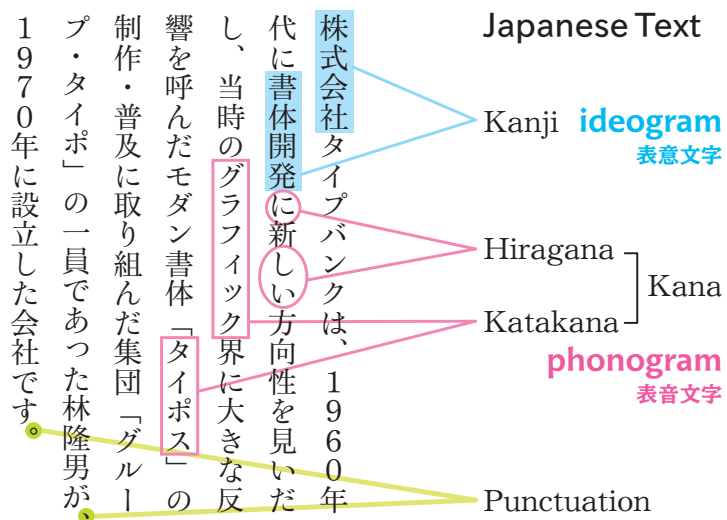 株式会社タイプバンクは、1960年
代に書体開発に新しい方向性を見いだ
し、当時のグラフィック界に大きな反
響を呼んだモダン書体「タイポス」の
制作・普及に取り組んだ集団「グルー
プ・タイポ」の一員であった林隆男が、
1970年に設立した会社です。
Japanese Text
Kanji ideogram
表意文字
Hiragana
Kana
Katakana
phonogram
表音文字
Punctuation